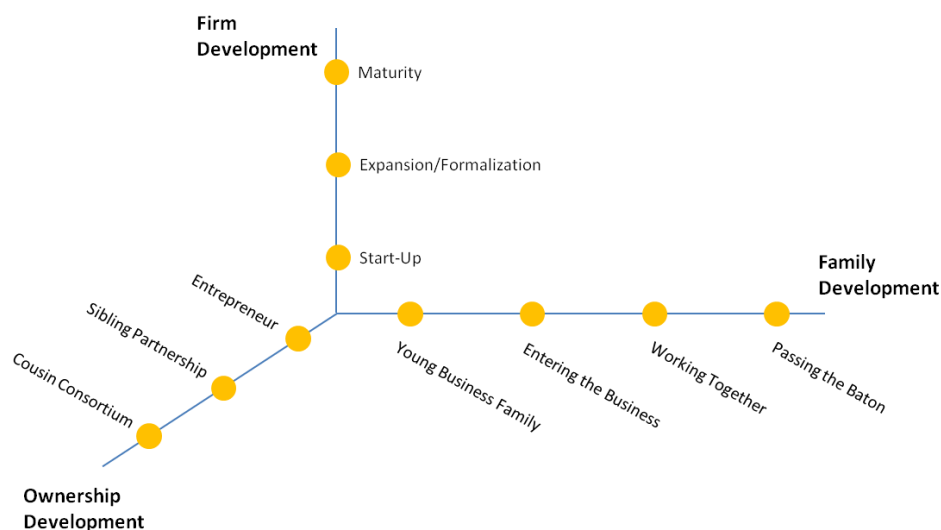 Firm
Development
Maturity
Expansion/Formalization
Start-Up
Family
Development
Entrepreneur
Sibling Partnership
Cousin Consortium
Young Business Family
Entering the Business
Working Together
Passing the Baton
Ownership
Development